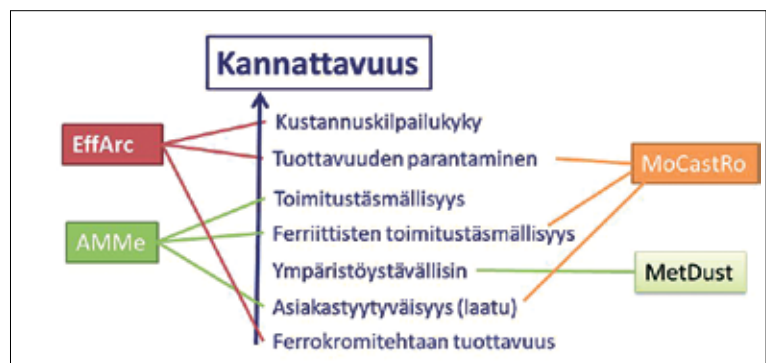 Kannattavuus
EffArc
Kustannuskilpailukyky
Tuottavuuden parantaminen
MoCastRo
Toimitustäsmällisyys
AMMe
Ferriittisten toimitustäsmällisyys
Ympäristöystävällisin
MetDust
Asiakastyytyväisyys (laatu)
Ferrokromitehtaan tuottavuus